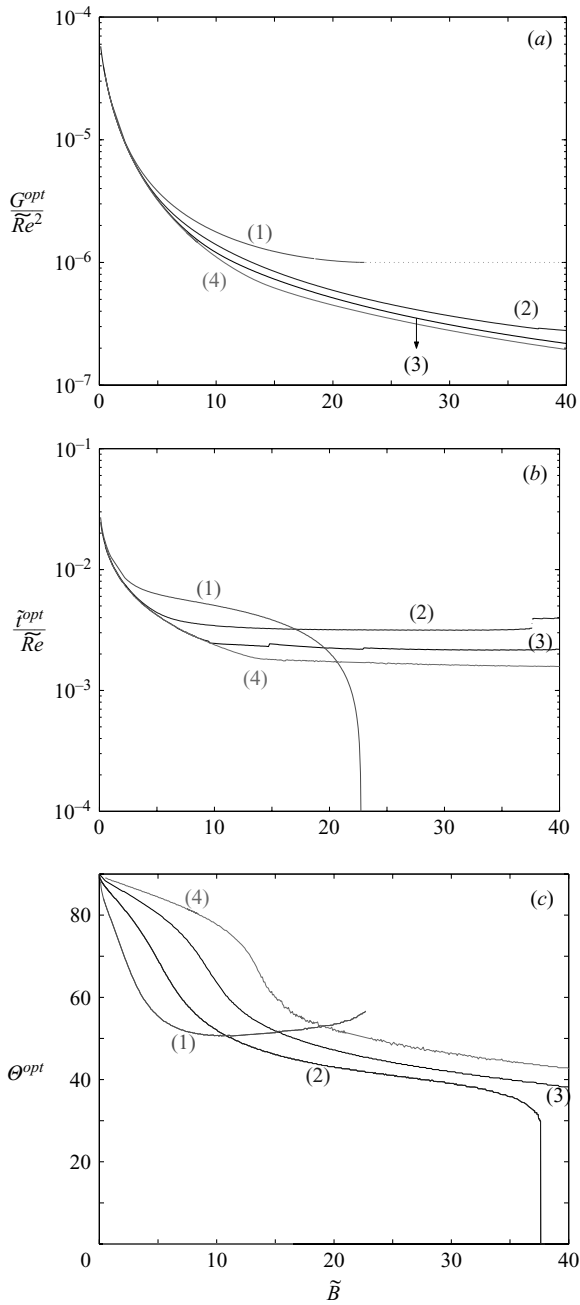 10⁻⁴
(a)
10⁻⁵
G^opt
R̃e²
(1)
10⁻⁶
(4)
(2)
(3)
10⁻⁷
0 10 20 30 40
10⁻¹
(b)
10⁻²
(1)
t̃^opt
R̃e
(2)
(3)
10⁻³
(4)
10⁻⁴
0 10 20 30 40
(c)
80
(4)
60
(1)
Θ^opt
40
(2)
(3)
20
0 10 20 30 40
B̃